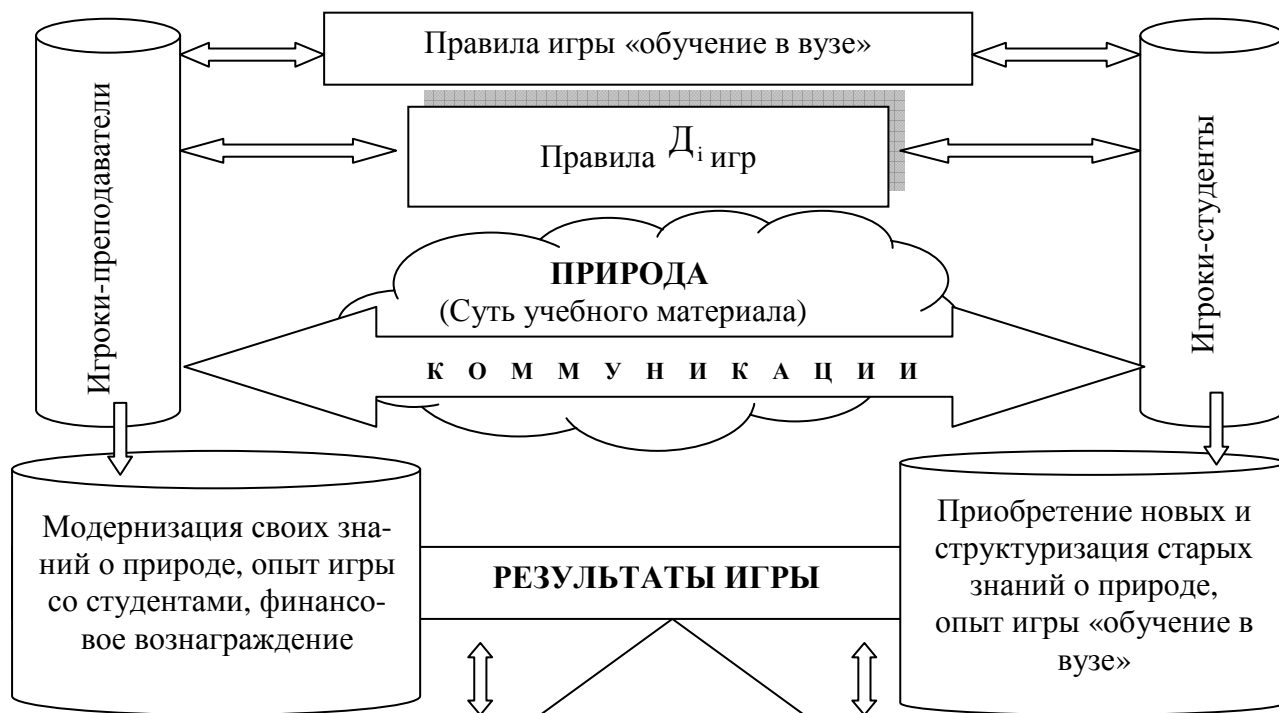 Правила игры «обучение в вузе»
Игроки-преподаватели
Правила Дi игр
Игроки-студенты
ПРИРОДА
(Суть учебного материала)
К О М М У Н И К А Ц И И
Модернизация своих зна-
ний о природе, опыт игры
со студентами, финансо-
вое вознаграждение
РЕЗУЛЬТАТЫ ИГРЫ
Приобретение новых и
структуризация старых
знаний о природе,
опыт игры «обучение в
вузе»